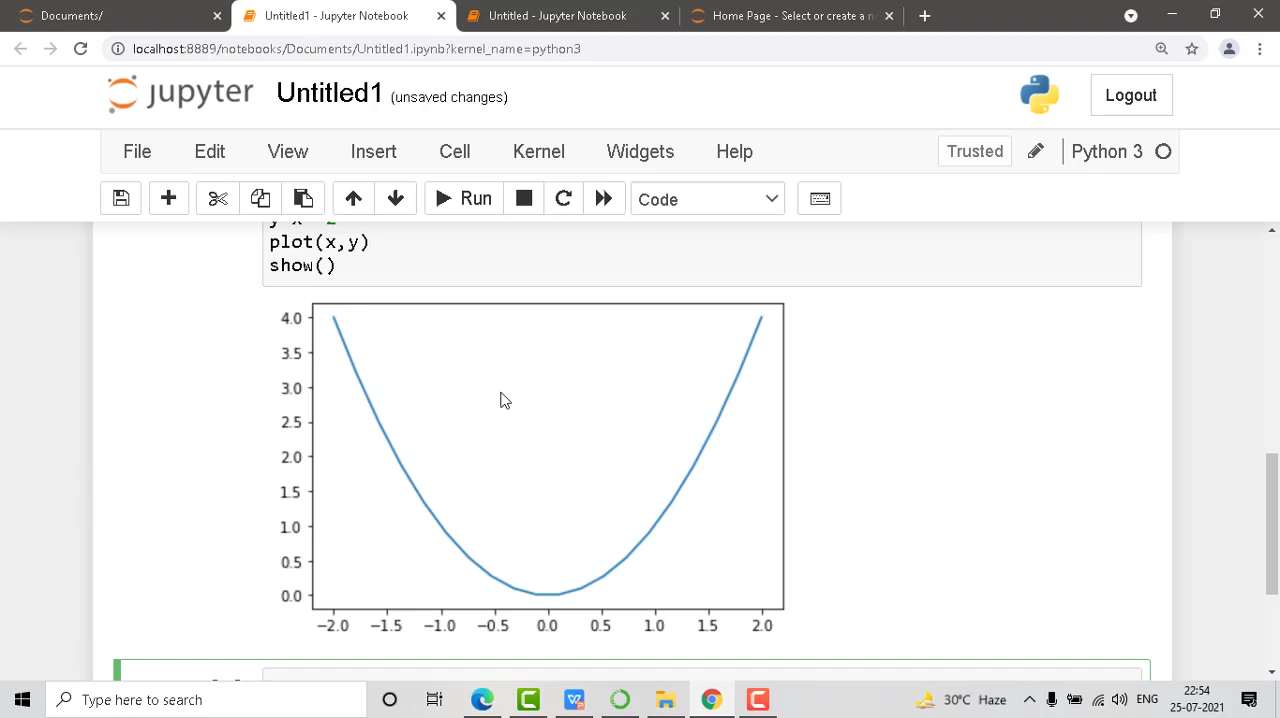 Documents/
Untitled1 - Jupyter Notebook
Untitled - Jupyter Notebook
Home Page - Select or create a n
localhost:8889/notebooks/Documents/Untitled1.ipynb?kernel_name=python3
jupyter Untitled1 (unsaved changes)
Logout
File Edit View Insert Cell Kernel Widgets Help
Trusted
Python 3
Run
Code
plot(x,y)
show()
4.0
3.5
3.0
2.5
2.0
1.5
1.0
0.5
0.0
−2.0 −1.5 −1.0 −0.5 0.0 0.5 1.0 1.5 2.0
Type here to search
30°C Haze
ENG
22:54
25-07-2021